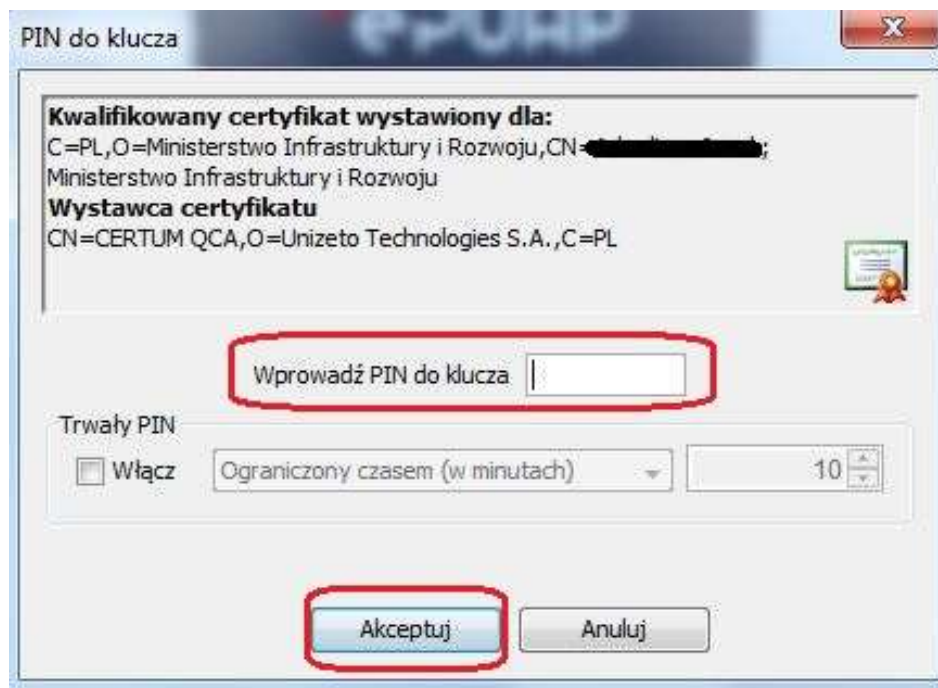 ePUAP
PIN do klucza
Kwalifikowany certyfikat wystawiony dla:
C=PL,O=Ministerstwo Infrastruktury i Rozwoju,CN=
Ministerstwo Infrastruktury i Rozwoju
Wystawca certyfikatu
CN=CERTUM QCA,O=Unizeto Technologies S.A.,C=PL
Wprowadź PIN do klucza
Trwały PIN
Włącz Ograniczony czasem (w minutach) 10
Akceptuj Anuluj